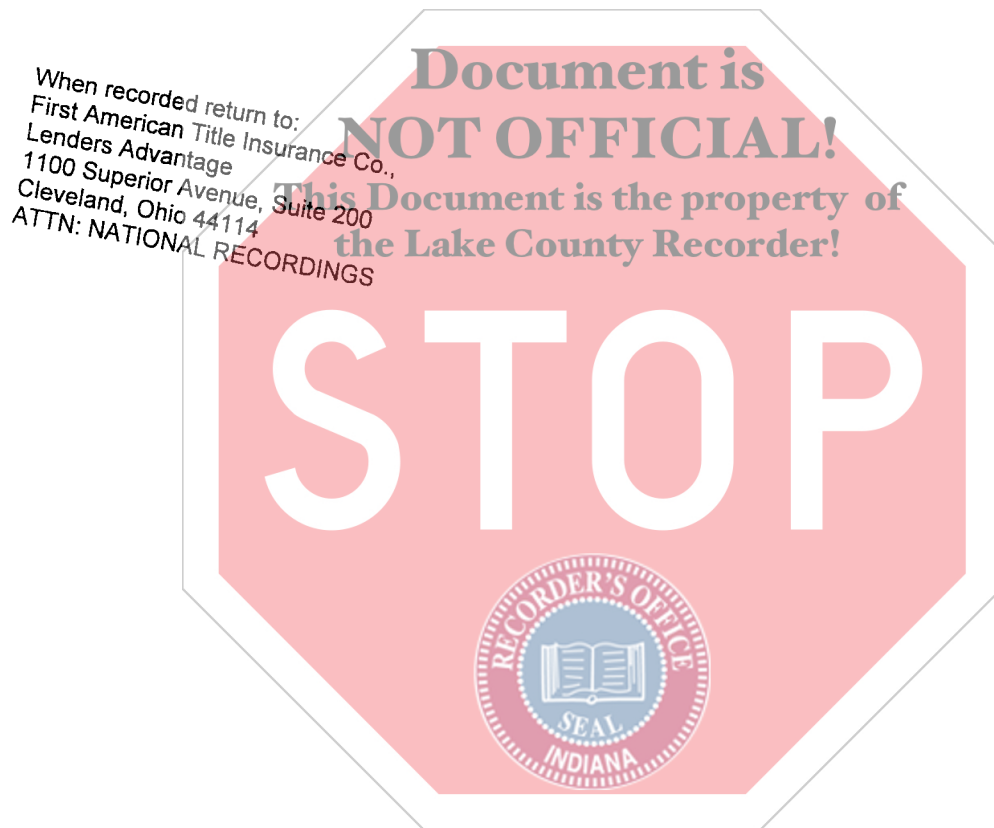 When recorded return to:
First American Title Insurance Co.,
Lenders Advantage
1100 Superior Avenue, Suite 200
Cleveland, Ohio 44114
ATTN: NATIONAL RECORDINGS
Document is
NOT OFFICIAL!
This Document is the property of
the Lake County Recorder!
STOP
RECORDER'S OFFICE
SEAL
INDIANA